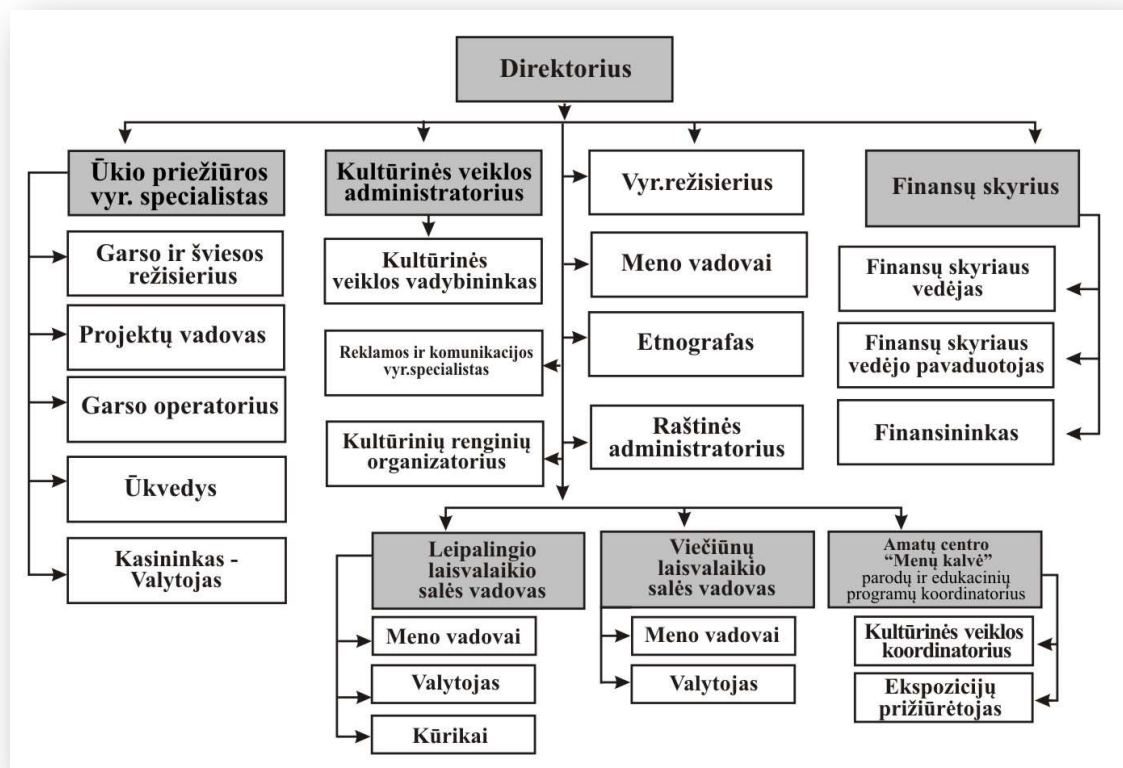 Direktorius
Ūkio priežiūros
vyr. specialistas
Garso ir šviesos
režisierius
Projektų vadovas
Garso operatorius
Ūkvedys
Kasininkas -
Valytojas
Kultūrinės veiklos
administratorius
Kultūrinės
veiklos vadybininkas
Reklamos ir komunikacijos
vyr.specialistas
Kultūrinių renginių
organizatorius
Vyr.režisierius
Meno vadovai
Etnografas
Raštinės
administratorius
Finansų skyrius
Finansų skyriaus
vedėjas
Finansų skyriaus
vedėjo pavaduotojas
Finansininkas
Leipalingio
laisvalaikio
salės vadovas
Meno vadovai
Valytojas
Kūrikai
Viečiūnų
laisvalaikio
salės vadovas
Meno vadovai
Valytojas
Amatų centro
“Menų kalvė”
parodų ir edukacinių
programų koordinatorius
Kultūrinės veiklos
koordinatorius
Ekspozicijų
prižiūrėtojas